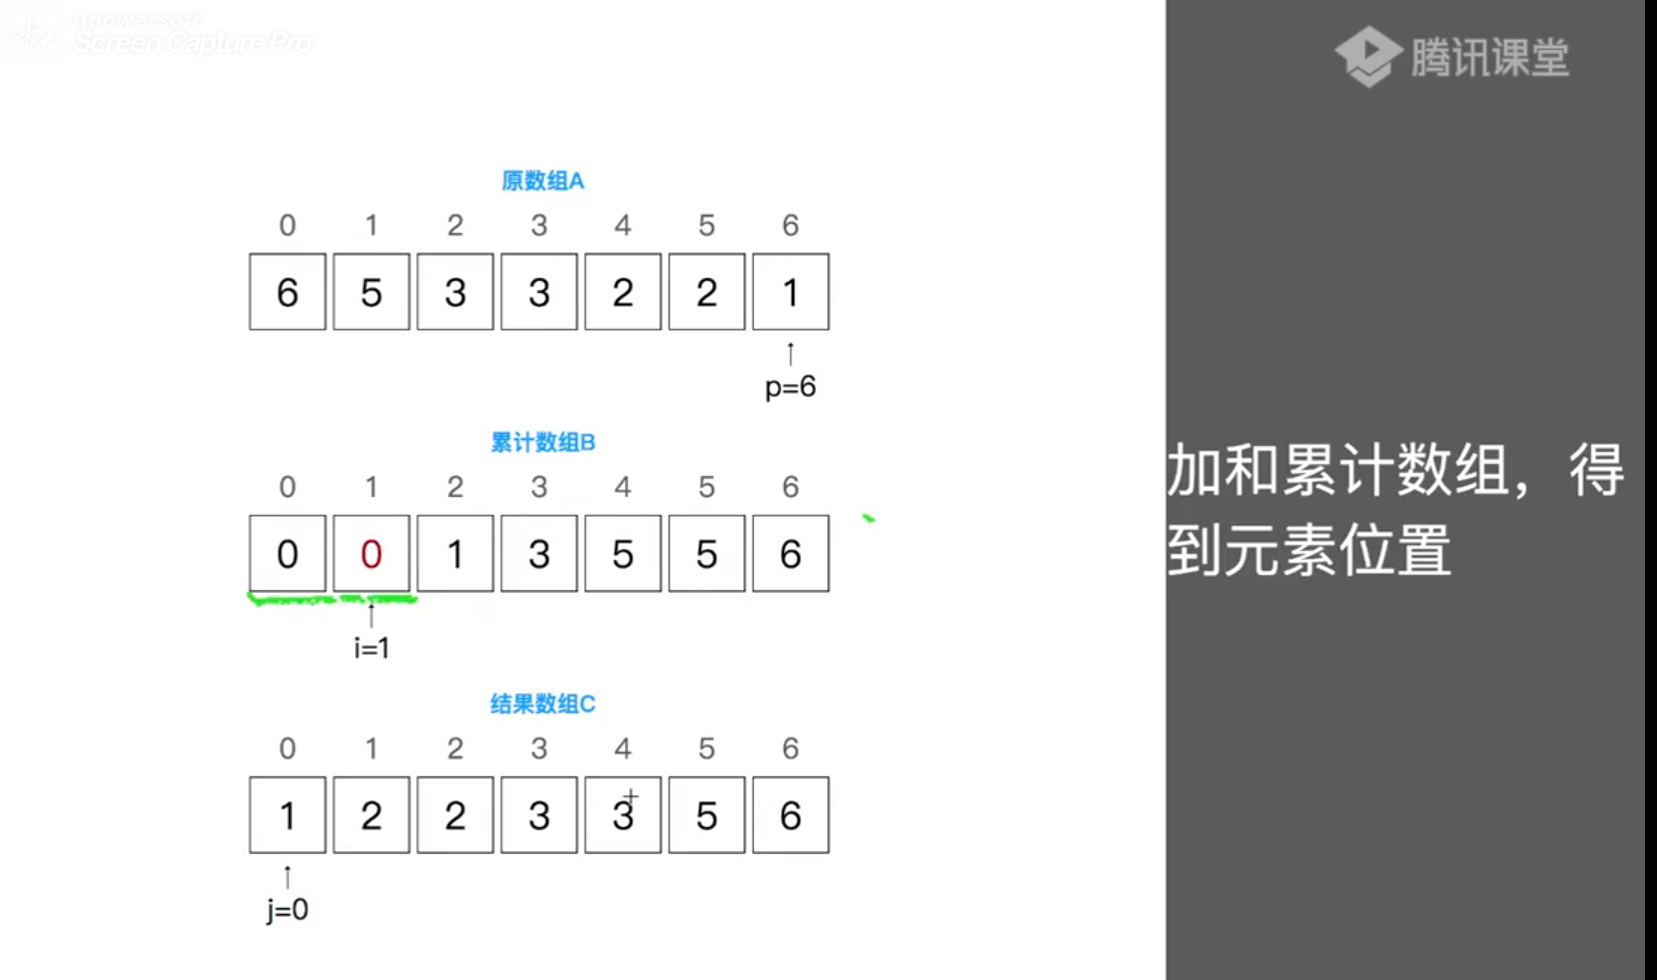 Apowersoft
Screen Capture Pro
腾讯课堂
原数组A
0 1 2 3 4 5 6
6 5 3 3 2 2 1
p=6
累计数组B
0 1 2 3 4 5 6
0 0 1 3 5 5 6
i=1
结果数组C
0 1 2 3 4 5 6
1 2 2 3 3 5 6
j=0
加和累计数组，得
到元素位置